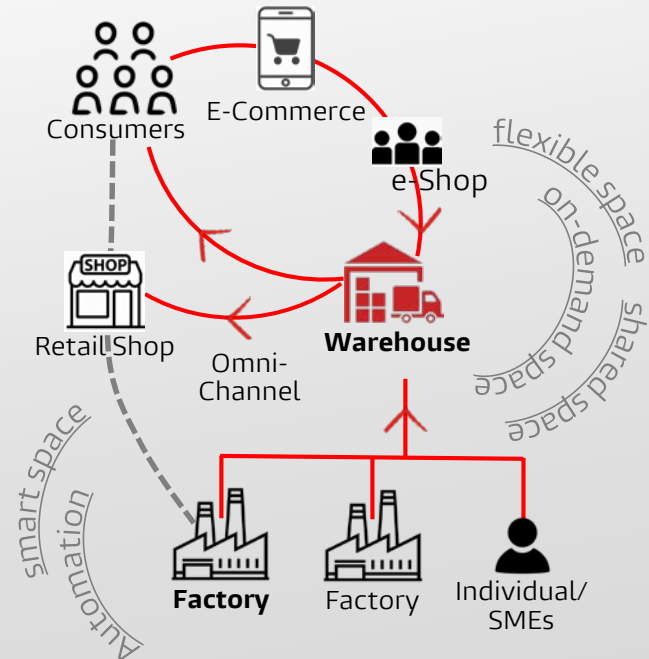 E-Commerce
Consumers
e-Shop
flexible space
on-demand space
shared space
SHOP
Retail Shop
Warehouse
Omni-
Channel
smart space
Automation
Factory
Factory
Individual/
SMEs